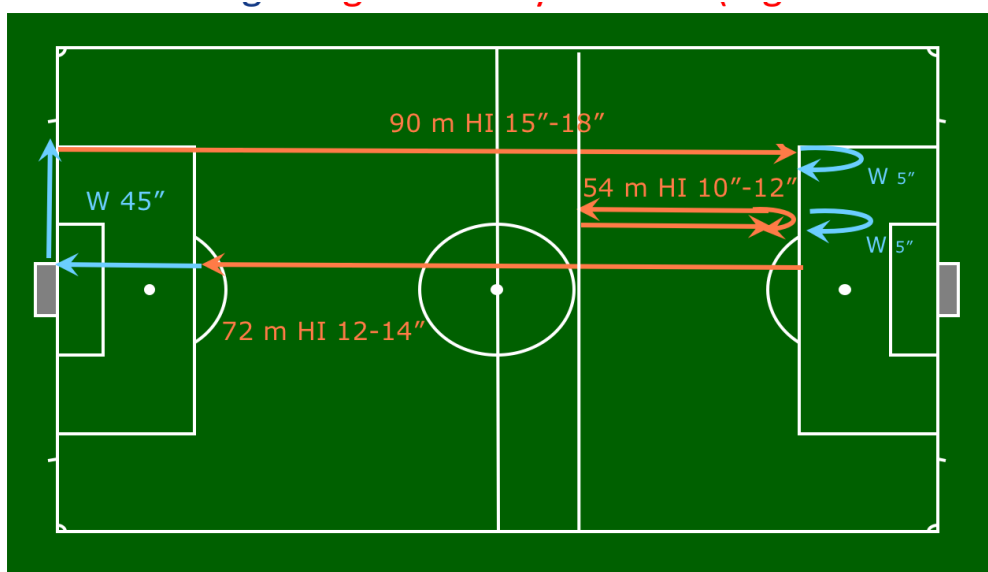 90 m HI 15”-18”
54 m HI 10”-12”
W 5”
W 45”
W 5”
72 m HI 12-14”